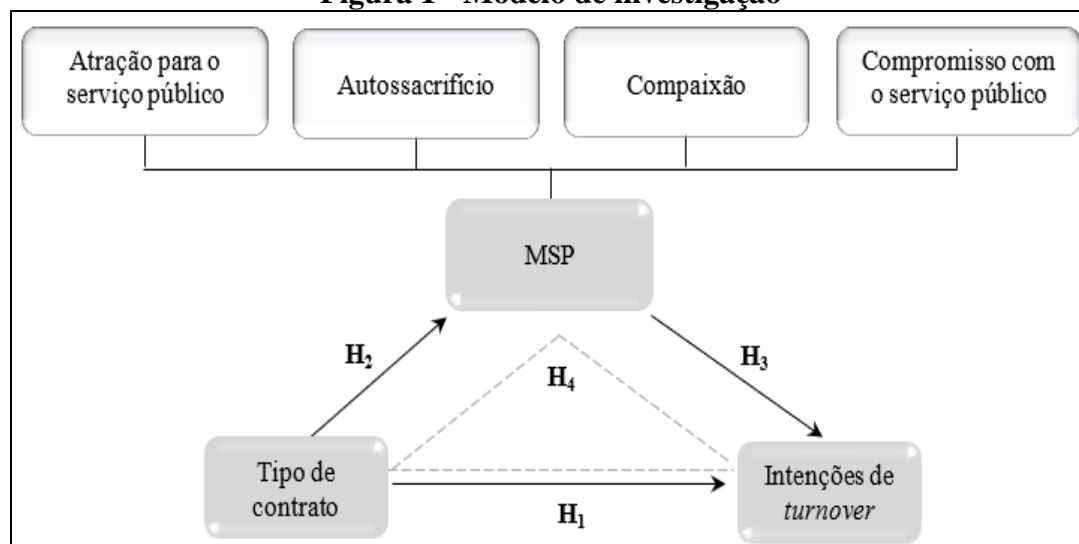 Figura 1 - Modelo de investigação
Atração para o
serviço público
Autossacrifício
Compaixão
Compromisso com
o serviço público
MSP
H₂
H₃
H₄
Tipo de
contrato
H₁
Intenções de
turnover